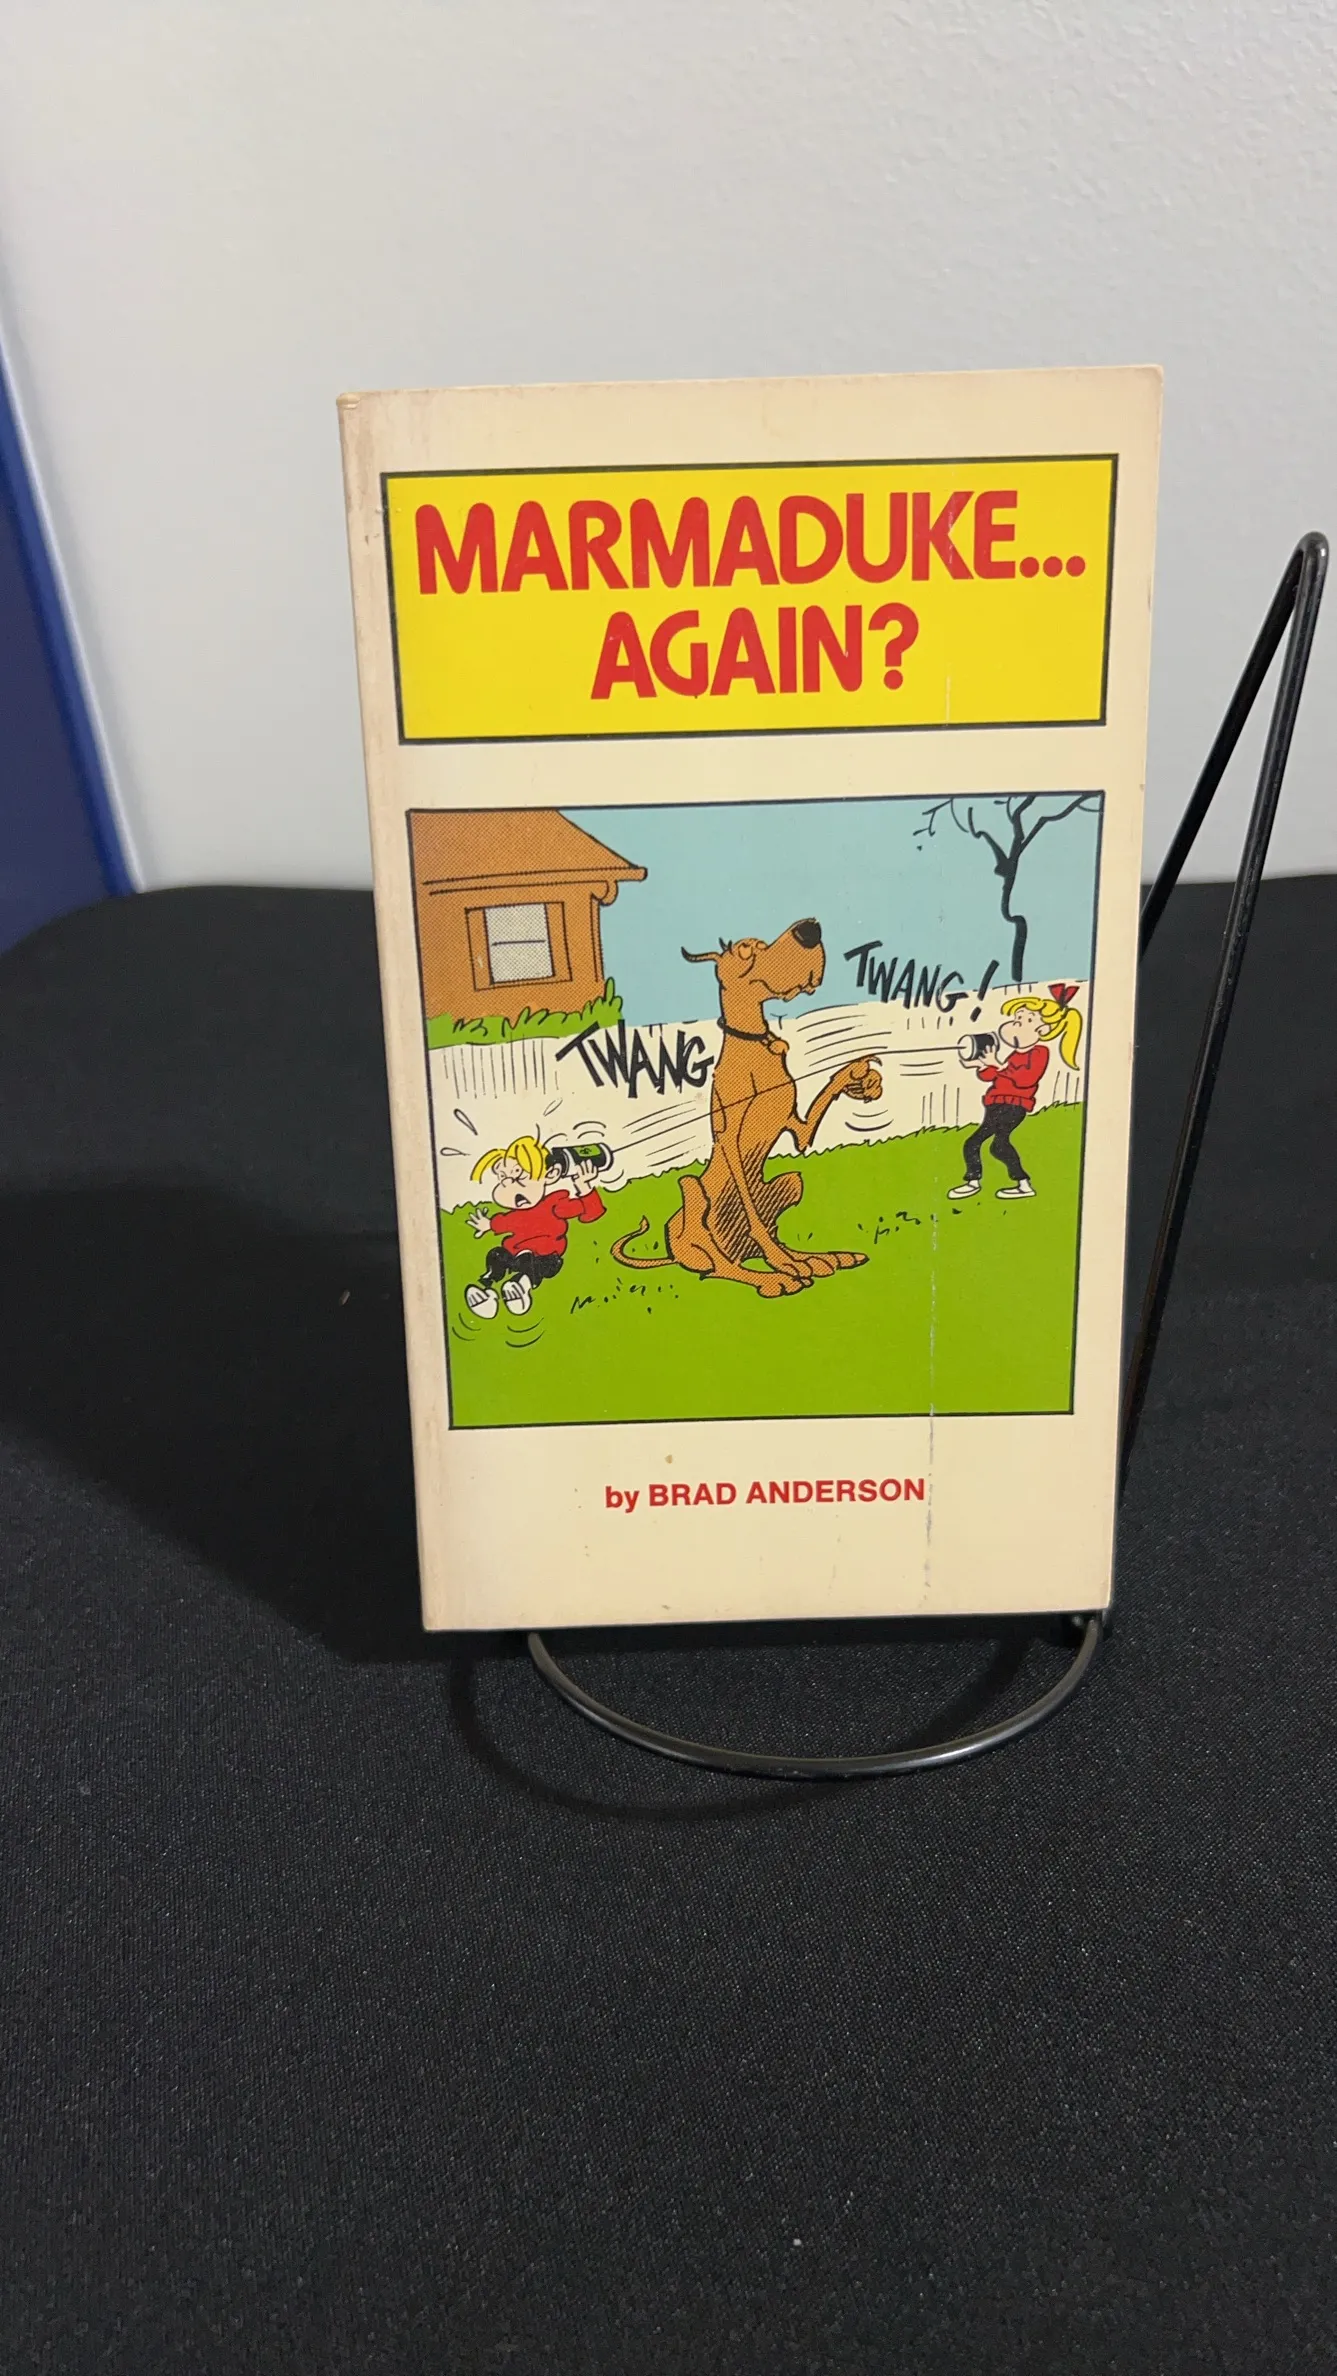 MARMADUKE...
AGAIN?
TWANG!
TWANG
by BRAD ANDERSON